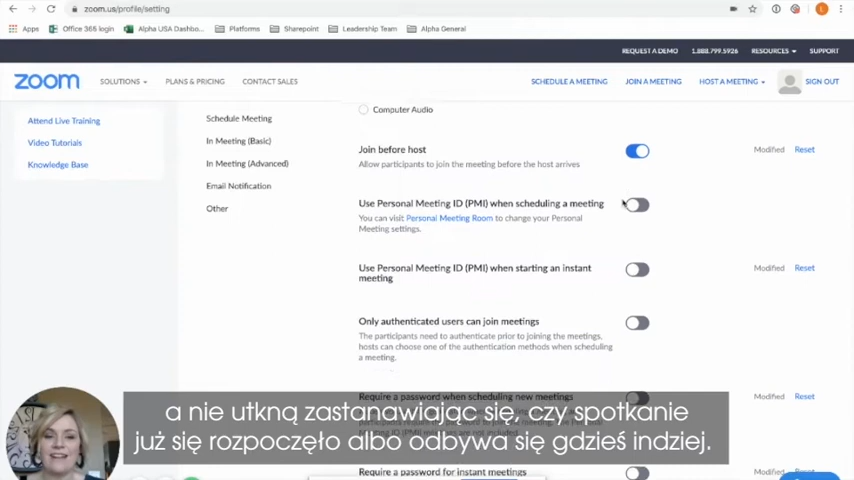 zoom.us/profile/setting
Apps
Office 365 login
Alpha USA Dashbo...
Platforms
Sharepoint
Leadership Team
Alpha General
REQUEST A DEMO
1.888.799.5926
RESOURCES
SUPPORT
zoom
SOLUTIONS
PLANS & PRICING
CONTACT SALES
SCHEDULE A MEETING
JOIN A MEETING
HOST A MEETING
SIGN OUT
Attend Live Training
Video Tutorials
Knowledge Base
Schedule Meeting
In Meeting (Basic)
In Meeting (Advanced)
Email Notification
Other
Computer Audio
Join before host
Modified Reset
Allow participants to join the meeting before the host arrives
Use Personal Meeting ID (PMI) when scheduling a meeting
You can visit Personal Meeting Room to change your Personal
Meeting settings.
Use Personal Meeting ID (PMI) when starting an instant
meeting
Modified Reset
Only authenticated users can join meetings
The participants need to authenticate prior to joining the meetings,
hosts can choose one of the authentication methods when scheduling
a meeting.
Require a password when scheduling new meetings
Modified Reset
a nie utkną zastanawiając się, czy spotkanie
już się rozpoczęło albo odbywa się gdzieś indziej.
Require a password for instant meetings
Modified Reset